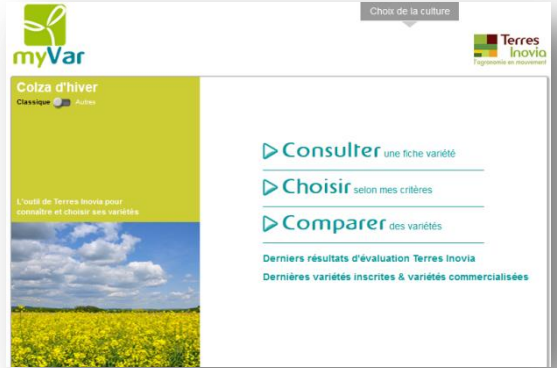 Choix de la culture
myVar
Terres
Inovia
l'agronomie en mouvement
Colza d'hiver
Classique Autres
L'outil de Terres Inovia pour
connaître et choisir ses variétés
Consulter une fiche variété
Choisir selon mes critères
Comparer des variétés
Derniers résultats d'évaluation Terres Inovia
Dernières variétés inscrites & variétés commercialisées